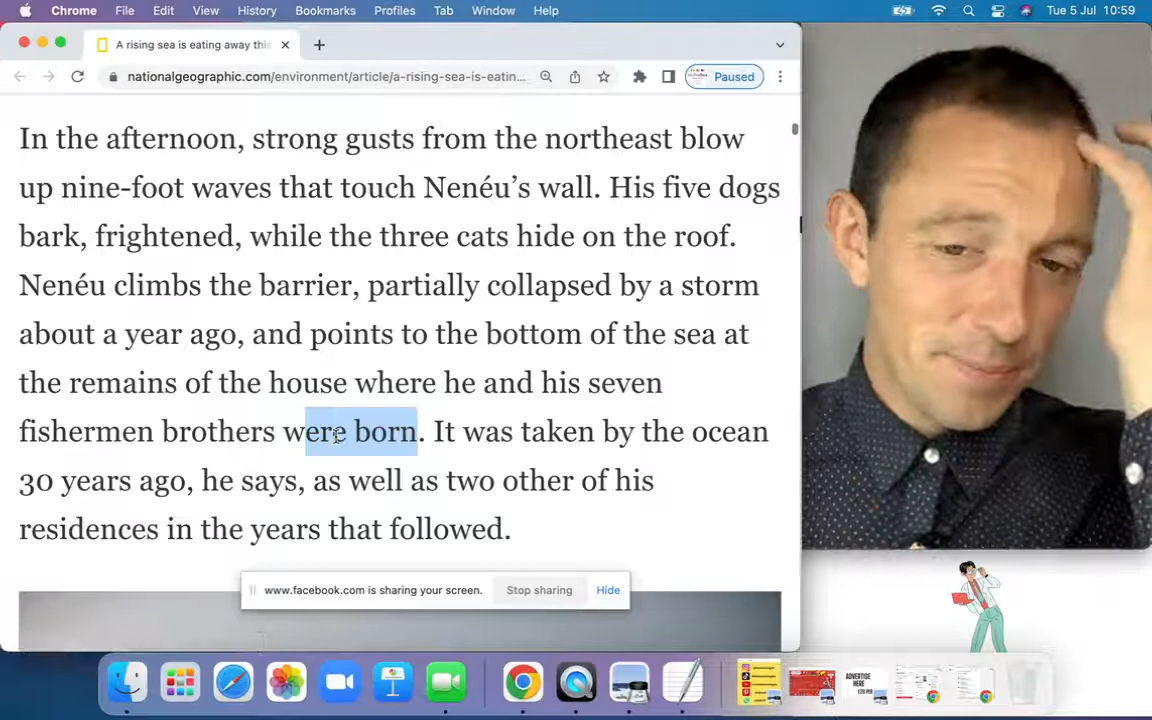 Chrome File Edit View History Bookmarks Profiles Tab Window Help Tue 5 Jul 10:59
A rising sea is eating away this
nationalgeographic.com/environment/article/a-rising-sea-is-eatin... Paused
In the afternoon, strong gusts from the northeast blow
up nine-foot waves that touch Nenéu’s wall. His five dogs
bark, frightened, while the three cats hide on the roof.
Nenéu climbs the barrier, partially collapsed by a storm
about a year ago, and points to the bottom of the sea at
the remains of the house where he and his seven
fishermen brothers were born. It was taken by the ocean
30 years ago, he says, as well as two other of his
residences in the years that followed.
www.facebook.com is sharing your screen. Stop sharing Hide
ADVERTISE
HERE